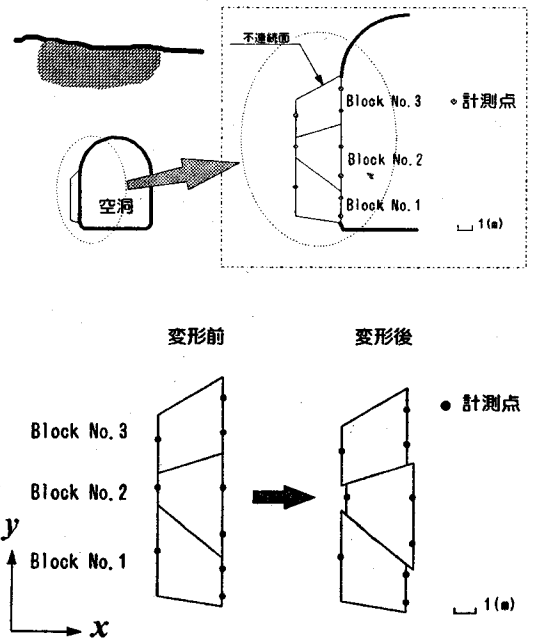 不連続面
Block No.3
計測点
Block No.2
Block No.1
1(m)
空洞
変形前
変形後
計測点
Block No.3
Block No.2
Block No.1
y
x
1(m)